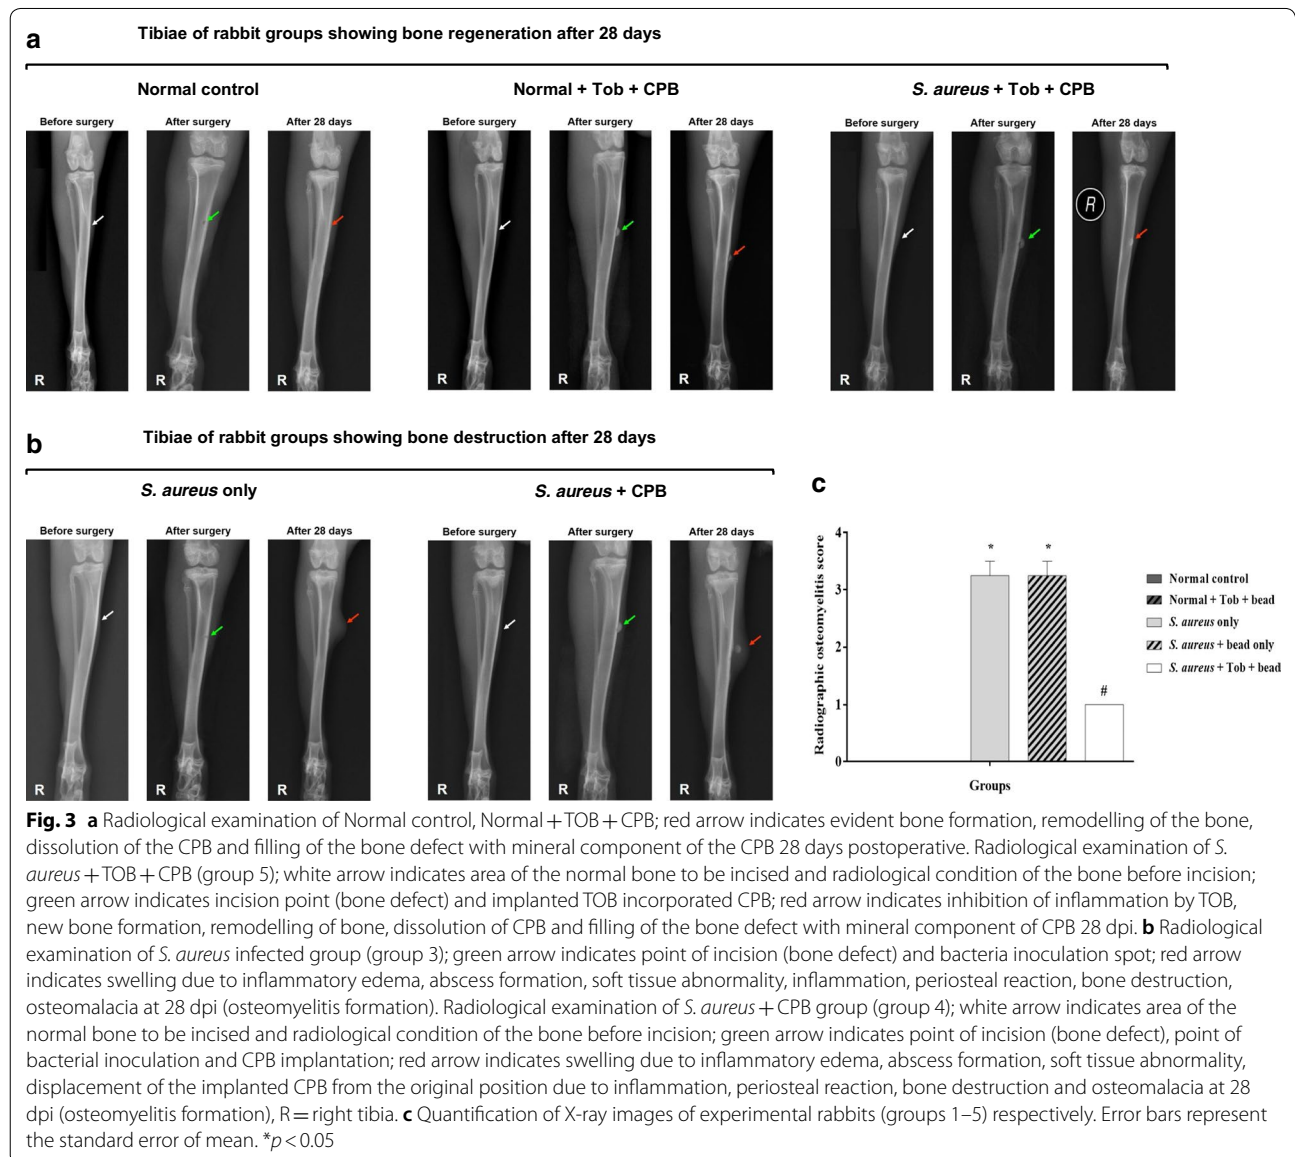 a
Tibiae of rabbit groups showing bone regeneration after 28 days
Normal control
Normal + Tob + CPB
S. aureus + Tob + CPB
Before surgery
After surgery
After 28 days
Before surgery
After surgery
After 28 days
Before surgery
After surgery
After 28 days
R
R
R
R
R
R
R
R
R
b
Tibiae of rabbit groups showing bone destruction after 28 days
S. aureus only
S. aureus + CPB
Before surgery
After surgery
After 28 days
Before surgery
After surgery
After 28 days
R
R
R
R
R
R
c
Radiographic osteomyelitis score
4
3
2
1
0
*
*
#
Groups
Normal control
Normal + Tob + bead
S. aureus only
S. aureus + bead only
S. aureus + Tob + bead
Fig. 3 a Radiological examination of Normal control, Normal + TOB + CPB; red arrow indicates evident bone formation, remodelling of the bone,
dissolution of the CPB and filling of the bone defect with mineral component of the CPB 28 days postoperative. Radiological examination of S.
aureus + TOB + CPB (group 5); white arrow indicates area of the normal bone to be incised and radiological condition of the bone before incision;
green arrow indicates incision point (bone defect) and implanted TOB incorporated CPB; red arrow indicates inhibition of inflammation by TOB,
new bone formation, remodelling of bone, dissolution of CPB and filling of the bone defect with mineral component of CPB 28 dpi. b Radiological
examination of S. aureus infected group (group 3); green arrow indicates point of incision (bone defect) and bacteria inoculation spot; red arrow
indicates swelling due to inflammatory edema, abscess formation, soft tissue abnormality, inflammation, periosteal reaction, bone destruction,
osteomalacia at 28 dpi (osteomyelitis formation). Radiological examination of S. aureus + CPB group (group 4); white arrow indicates area of the
normal bone to be incised and radiological condition of the bone before incision; green arrow indicates point of incision (bone defect), point of
bacterial inoculation and CPB implantation; red arrow indicates swelling due to inflammatory edema, abscess formation, soft tissue abnormality,
displacement of the implanted CPB from the original position due to inflammation, periosteal reaction, bone destruction and osteomalacia at 28
dpi (osteomyelitis formation), R = right tibia. c Quantification of X-ray images of experimental rabbits (groups 1–5) respectively. Error bars represent
the standard error of mean. *p < 0.05